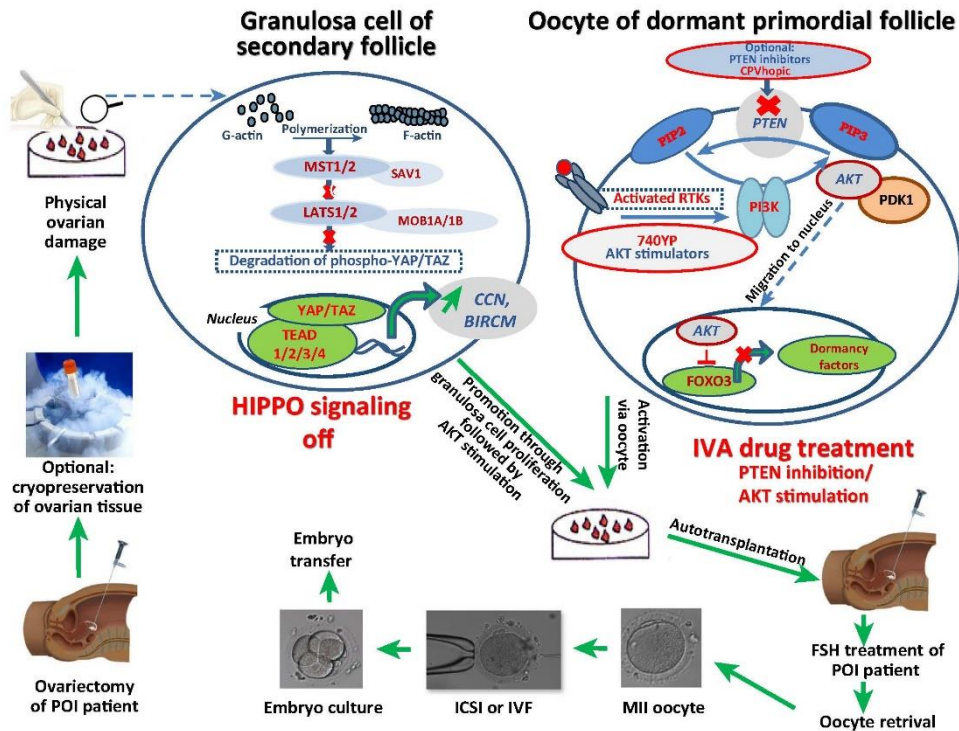 Granulosa cell of
secondary follicle
Oocyte of dormant primordial follicle
G-actin
Polymerization
F-actin
MST1/2
SAV1
LATS1/2
MOB1A/1B
Degradation of phospho-YAP/TAZ
Nucleus
YAP/TAZ
TEAD
1/2/3/4
CCN,
BIRCM
HIPPO signaling
off
Optional:
PTEN inhibitors
CPVhopic
PTEN
PIP2
PIP3
AKT
PDK1
Activated RTKs
PI3K
740YP
AKT stimulators
Migration to nucleus
AKT
FOXO3
Dormancy
factors
IVA drug treatment
PTEN inhibition/
AKT stimulation
Physical
ovarian
damage
Optional:
cryopreservation
of ovarian tissue
Ovariectomy
of POI patient
Promotion through
granulosa cell proliferation
followed by
AKT stimulation
Activation
via oocyte
Autotransplantation
FSH treatment of
POI patient
Oocyte retrival
MII oocyte
ICSI or IVF
Embryo culture
Embryo
transfer